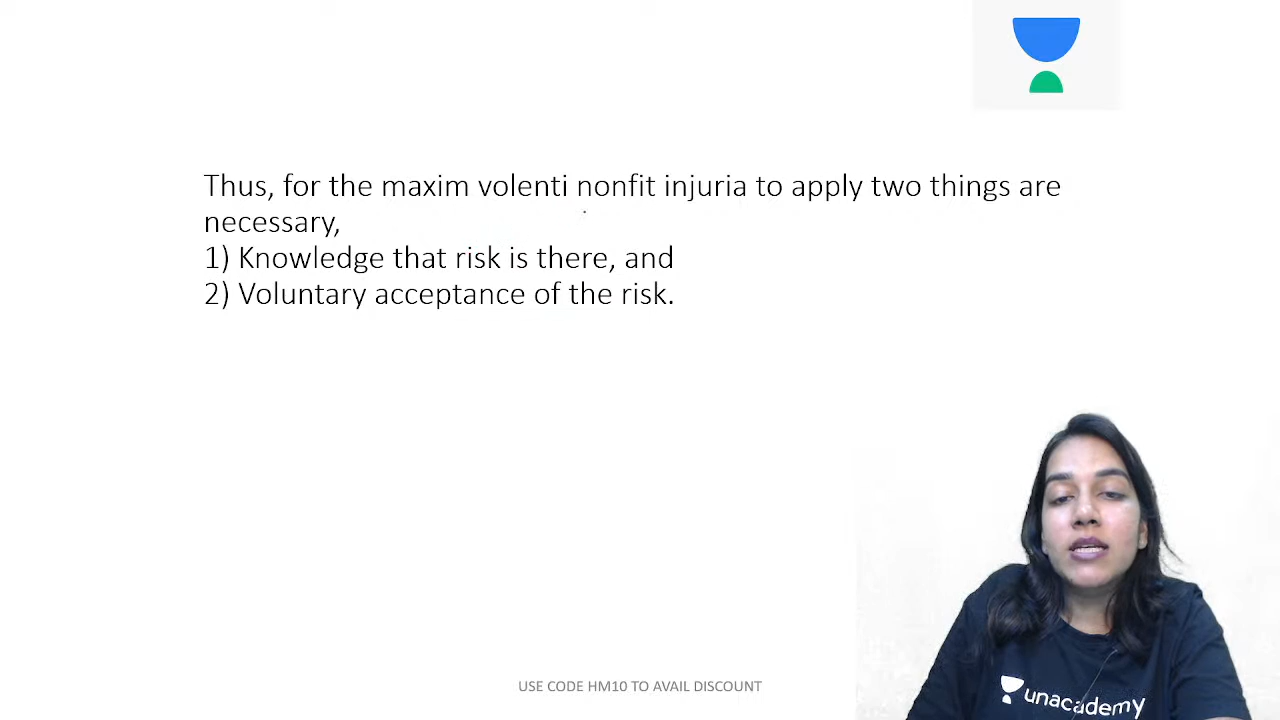 Thus, for the maxim volenti nonfit injuria to apply two things are
necessary,
1) Knowledge that risk is there, and
2) Voluntary acceptance of the risk.
unacademy
USE CODE HM10 TO AVAIL DISCOUNT